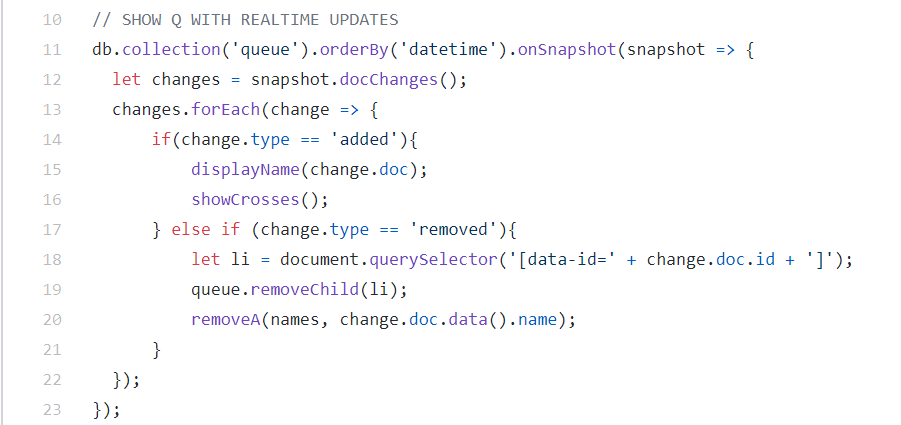 10 // SHOW Q WITH REALTIME UPDATES
11 db.collection('queue').orderBy('datetime').onSnapshot(snapshot => {
12   let changes = snapshot.docChanges();
13   changes.forEach(change => {
14       if(change.type == 'added'){
15           displayName(change.doc);
16           showCrosses();
17       } else if (change.type == 'removed'){
18           let li = document.querySelector('[data-id=' + change.doc.id + ']');
19           queue.removeChild(li);
20           removeA(names, change.doc.data().name);
21       }
22   });
23 });